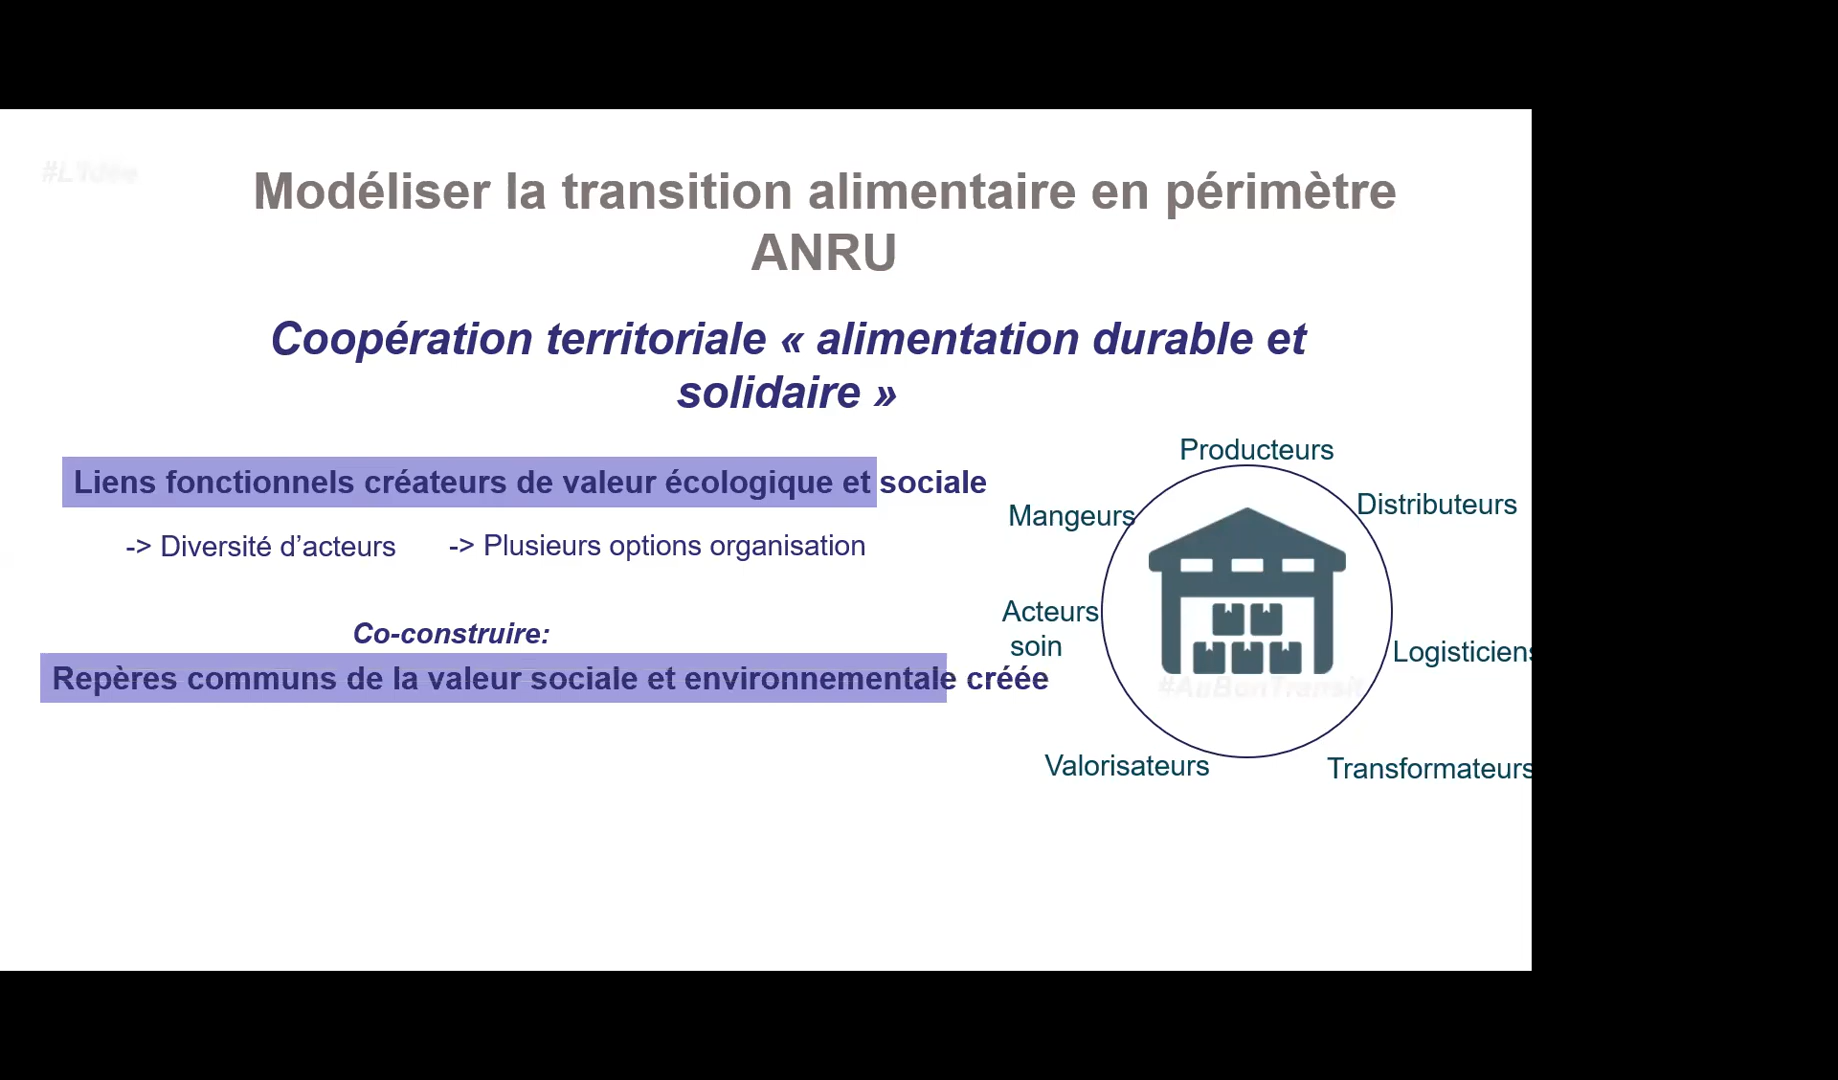 Modéliser la transition alimentaire en périmètre
ANRU
Coopération territoriale « alimentation durable et
solidaire »
Liens fonctionnels créateurs de valeur écologique et sociale
-> Diversité d’acteurs
-> Plusieurs options organisation
Co-construire:
Repères communs de la valeur sociale et environnementale créée
Producteurs
Mangeurs
Distributeurs
Acteurs
soin
Logisticiens
#AuBonTransit
Valorisateurs
Transformateurs